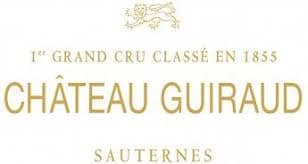 1er GRAND CRU CLASSÉ EN 1855
CHÂTEAU GUIRAUD
SAUTERNES